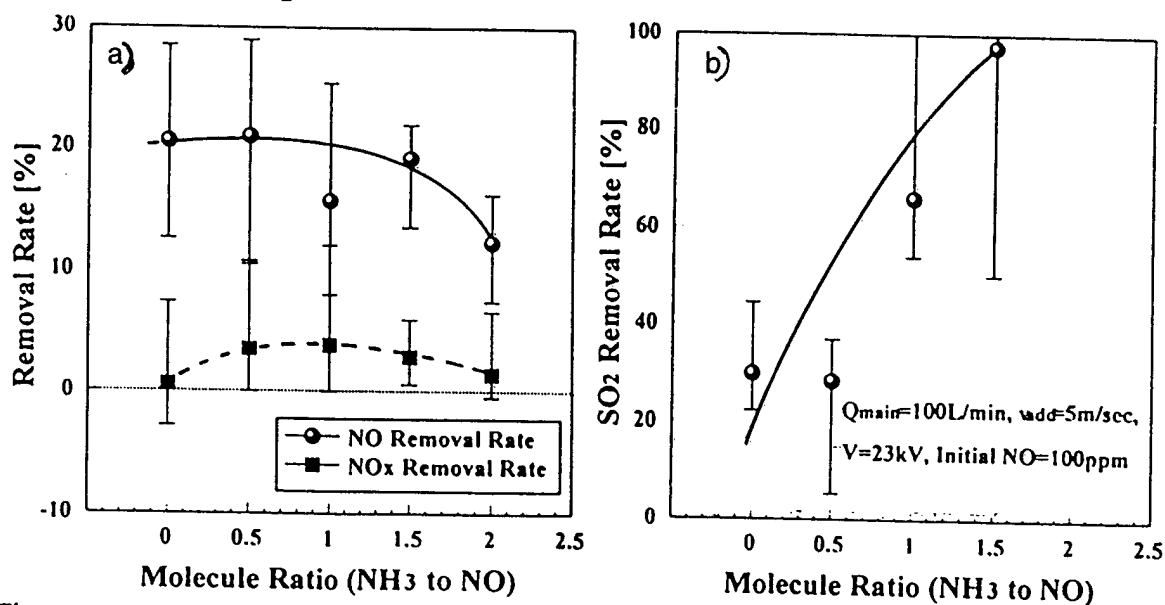 a)
30
20
10
0
-10
Removal Rate [%]
NO Removal Rate
NOx Removal Rate
0 0.5 1 1.5 2 2.5
Molecule Ratio (NH3 to NO)
b)
100
80
60
40
20
0
SO2 Removal Rate [%]
Qmain=100L/min, vadd=5m/sec,
V=23kV, Initial NO=100ppm
0 0.5 1.0 1.5 2 2.5
Molecule Ratio (NH3 to NO)